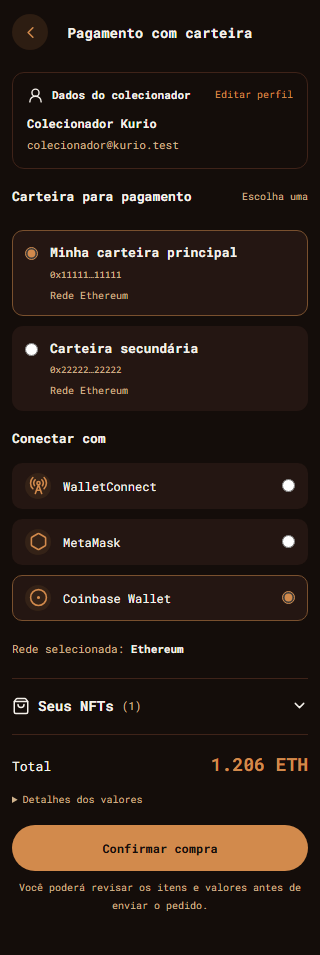 Pagamento com carteira
Dados do colecionador
Editar perfil
Colecionador Kurio
colecionador@kurio.test
Carteira para pagamento
Escolha uma
Minha carteira principal
0x11111…11111
Rede Ethereum
Carteira secundária
0x22222…22222
Rede Ethereum
Conectar com
WalletConnect
MetaMask
Coinbase Wallet
Rede selecionada: Ethereum
Seus NFTs (1)
Total
1.206 ETH
Detalhes dos valores
Confirmar compra
Você poderá revisar os itens e valores antes de
enviar o pedido.